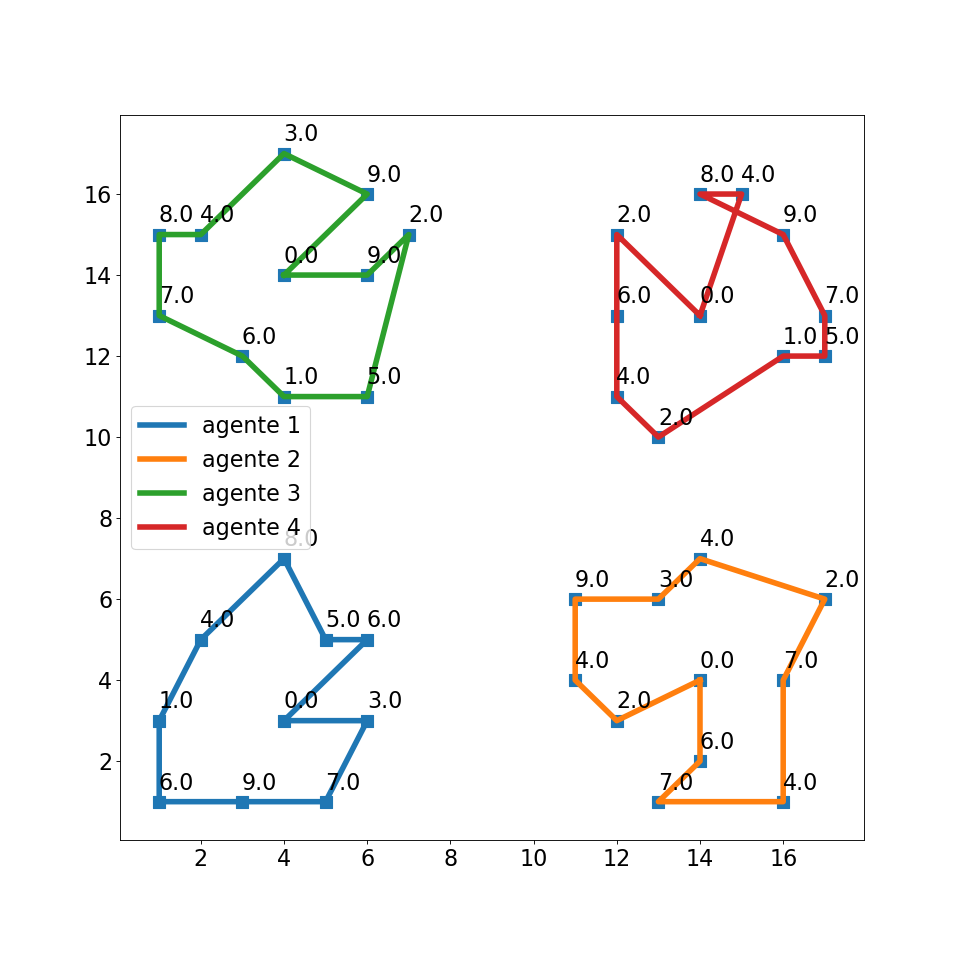 3.0
16 9.0 8.0 4.0
8.0 4.0 2.0 2.0 9.0
14 0.0 9.0
7.0 6.0 0.0 7.0
12 6.0 1.0 5.0
1.0 5.0 4.0
10 2.0
agente 1
agente 2
agente 3
agente 4
8 8.0 4.0
6 9.0 3.0 2.0
4.0 5.0 6.0
4 4.0 0.0 7.0
1.0 0.0 3.0 2.0
2 6.0
6.0 9.0 7.0 7.0 4.0
2 4 6 8 10 12 14 16